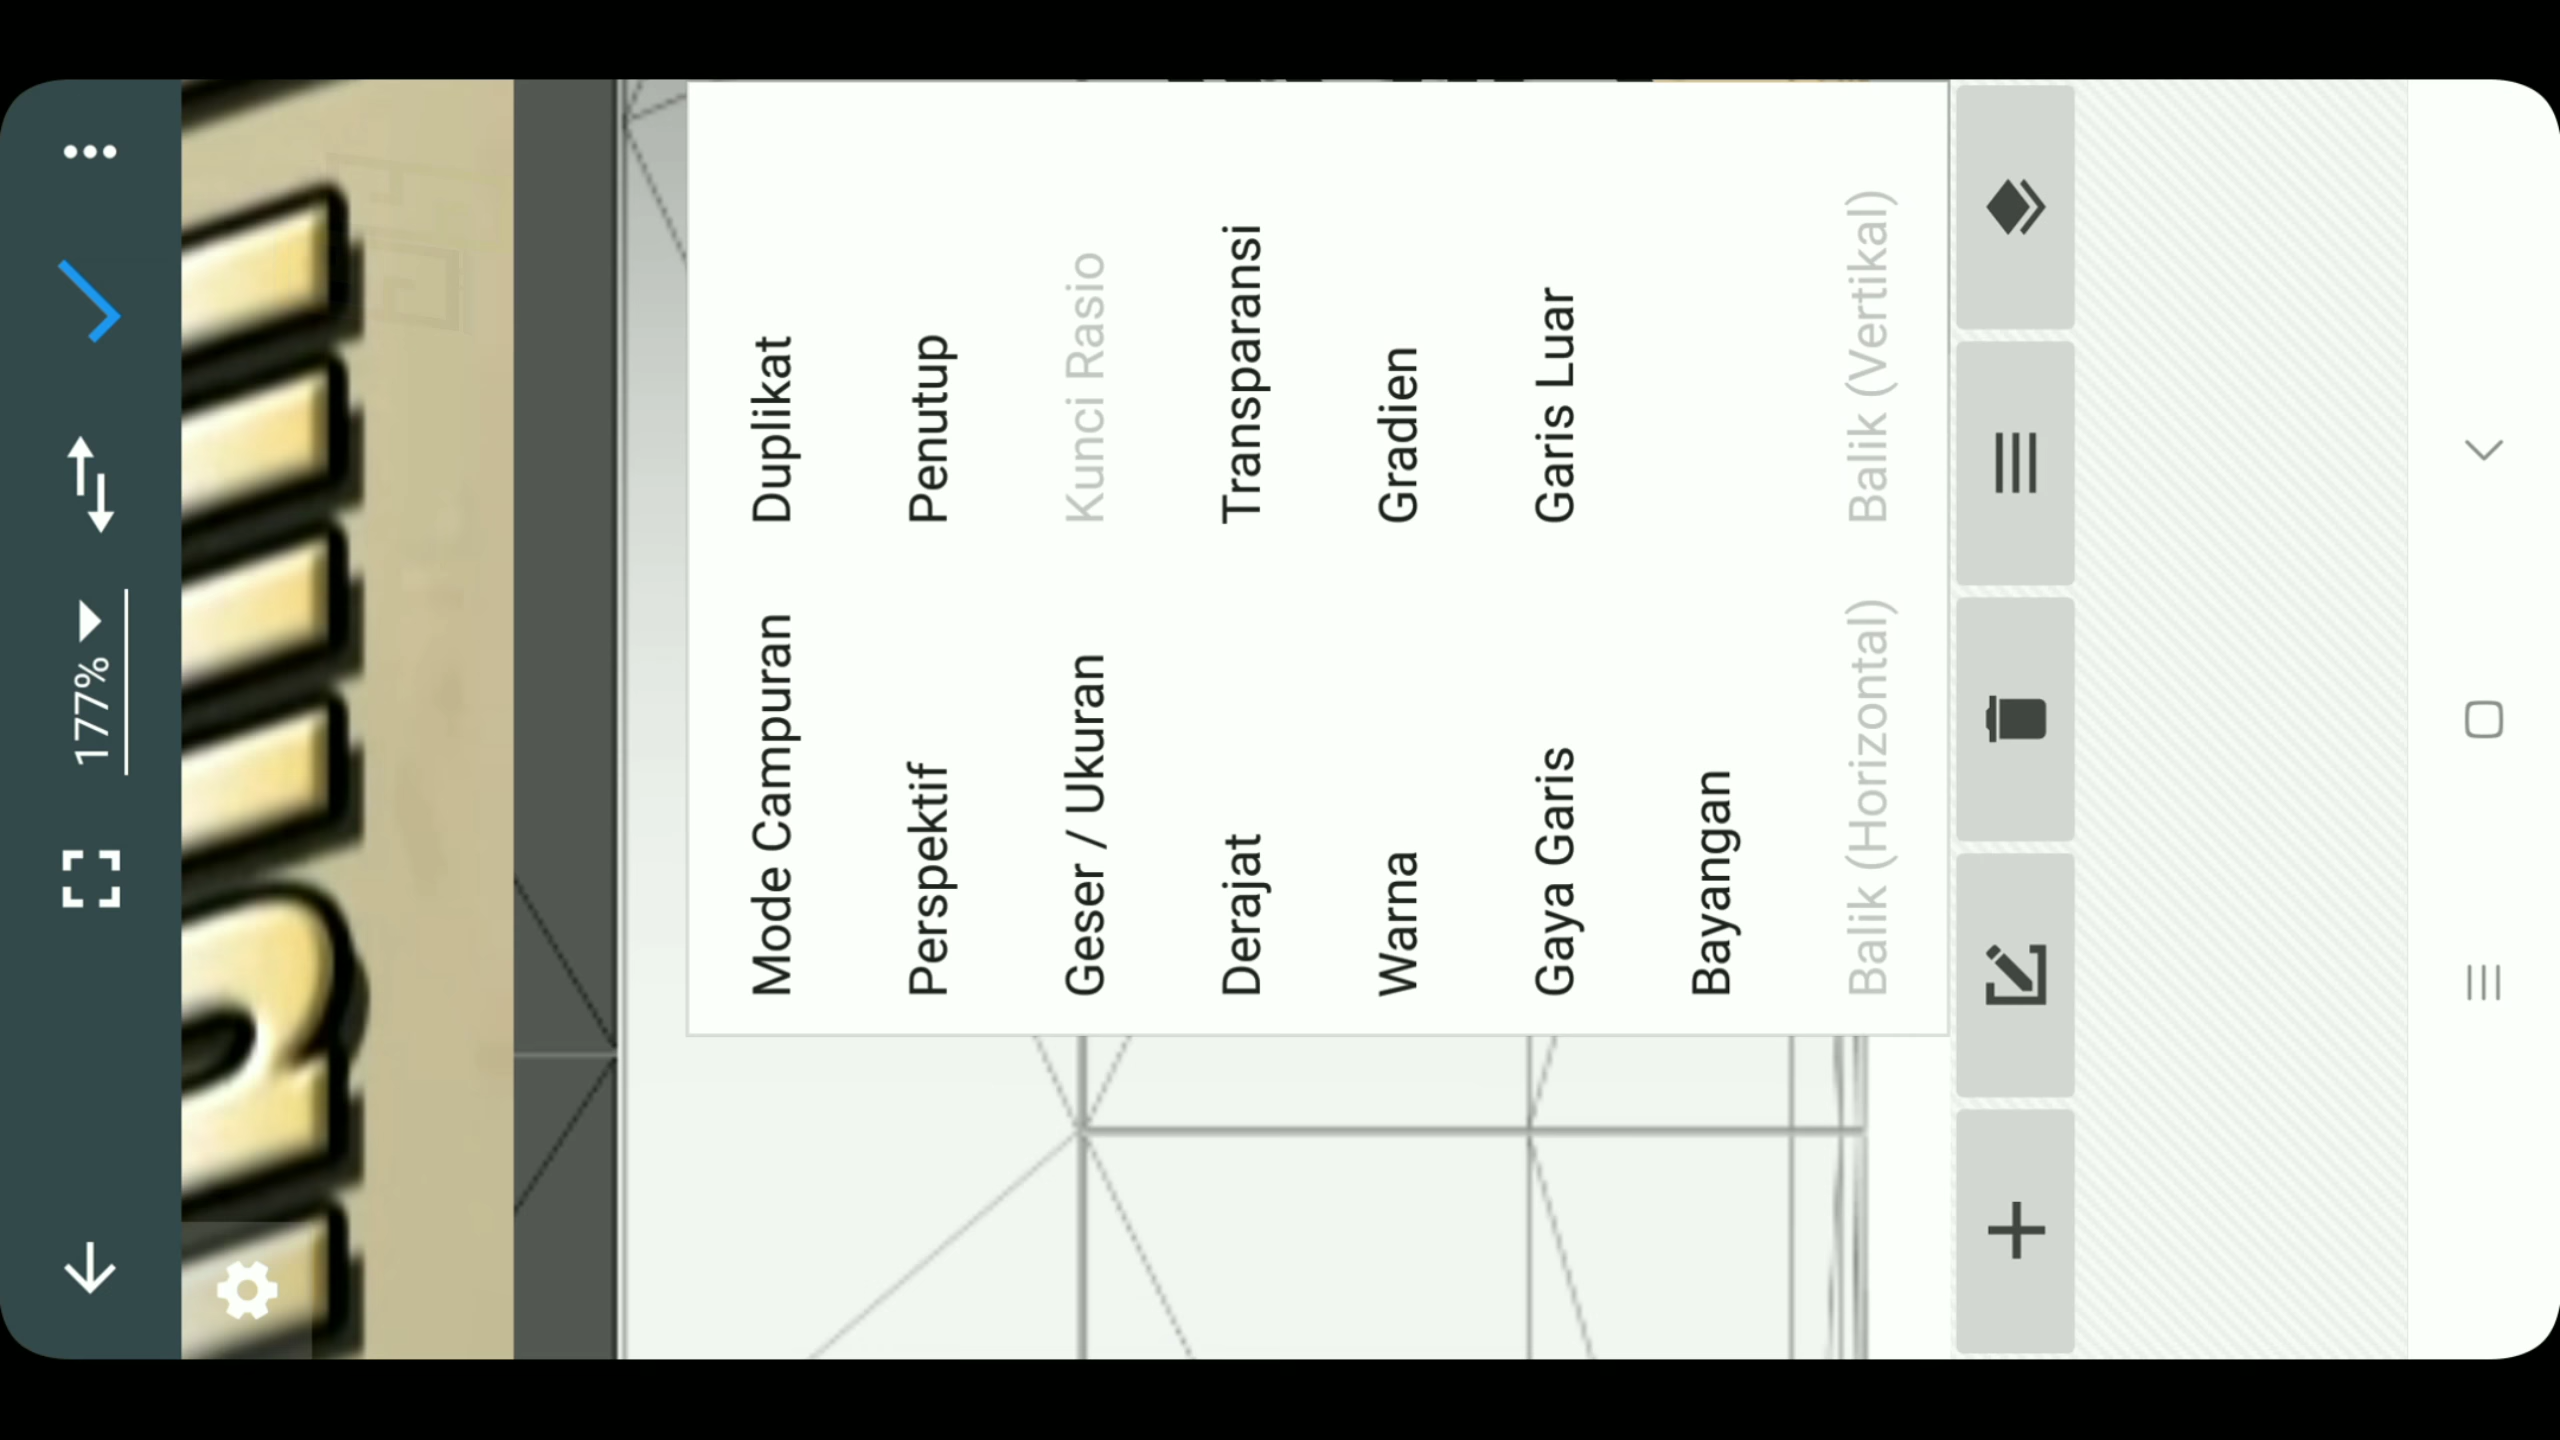 177%
Mode Campuran Duplikat
Perspektif Penutup
Geser / Ukuran Kunci Rasio
Derajat Transparansi
Warna Gradien
Gaya Garis Garis Luar
Bayangan
Balik (Horizontal) Balik (Vertikal)